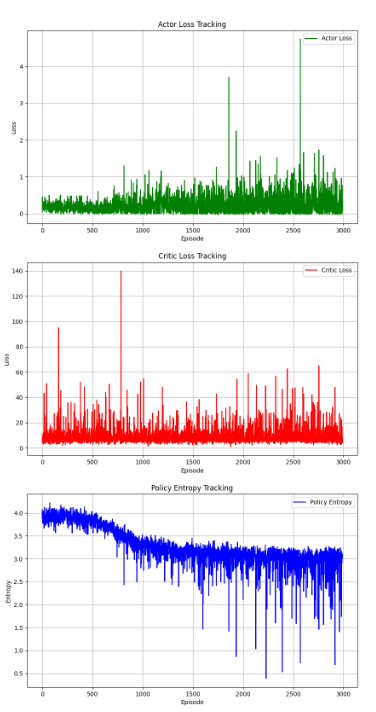 Actor Loss Tracking
Actor Loss
4
3
2
1
0
Loss
0 500 1000 1500 2000 2500 3000
Episode
Critic Loss Tracking
Critic Loss
140
120
100
80
60
40
20
0
Loss
0 500 1000 1500 2000 2500 3000
Episode
Policy Entropy Tracking
Policy Entropy
4.0
3.5
3.0
2.5
2.0
1.5
1.0
0.5
Entropy
0 500 1000 1500 2000 2500 3000
Episode